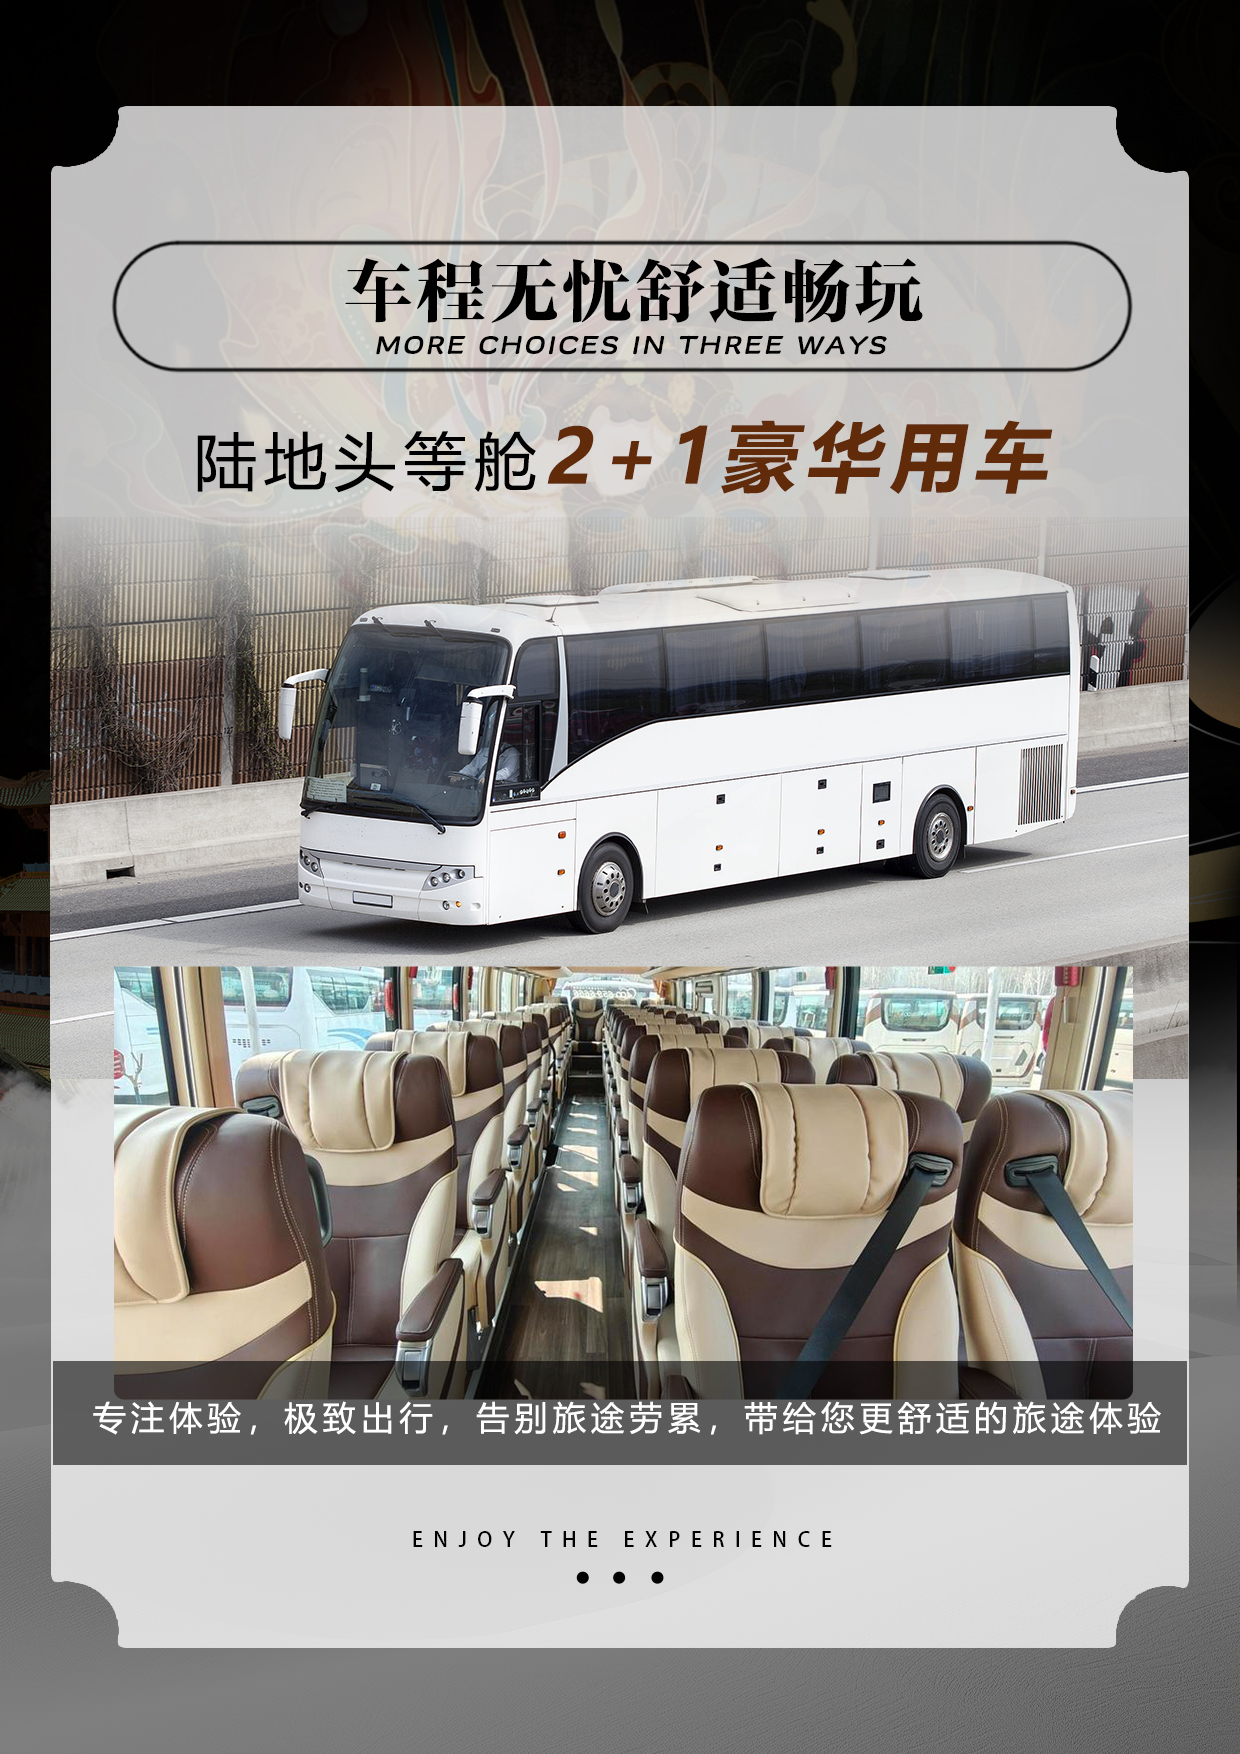 车程无忧舒适畅玩
MORE CHOICES IN THREE WAYS
陆地头等舱2+1豪华用车
专注体验，极致出行，告别旅途劳累，带给您更舒适的旅途体验
ENJOY THE EXPERIENCE